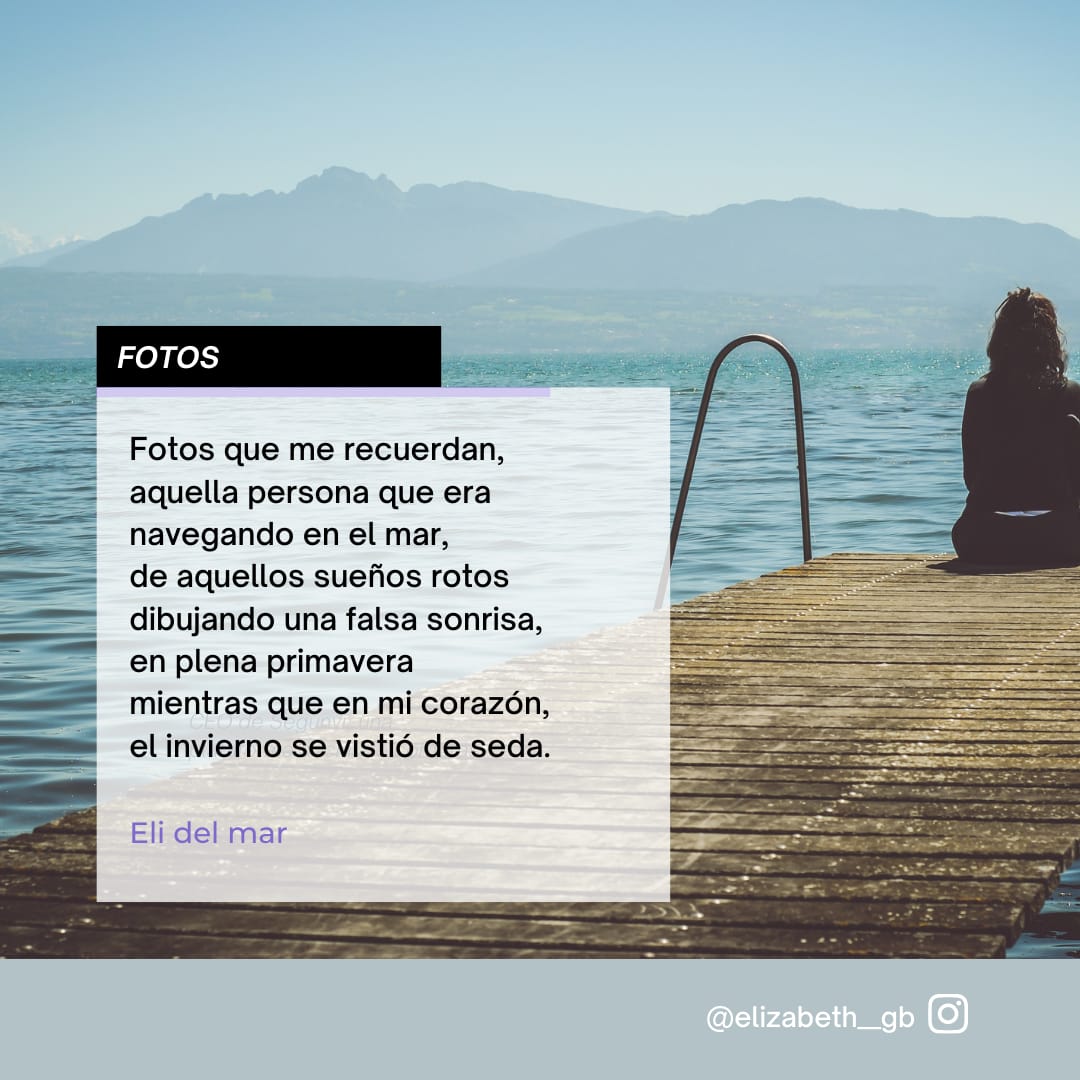 FOTOS
Fotos que me recuerdan,
aquella persona que era
navegando en el mar,
de aquellos sueños rotos
dibujando una falsa sonrisa,
en plena primavera
mientras que en mi corazón,
el invierno se vistió de seda.
Eli del mar
@elizabeth__gb